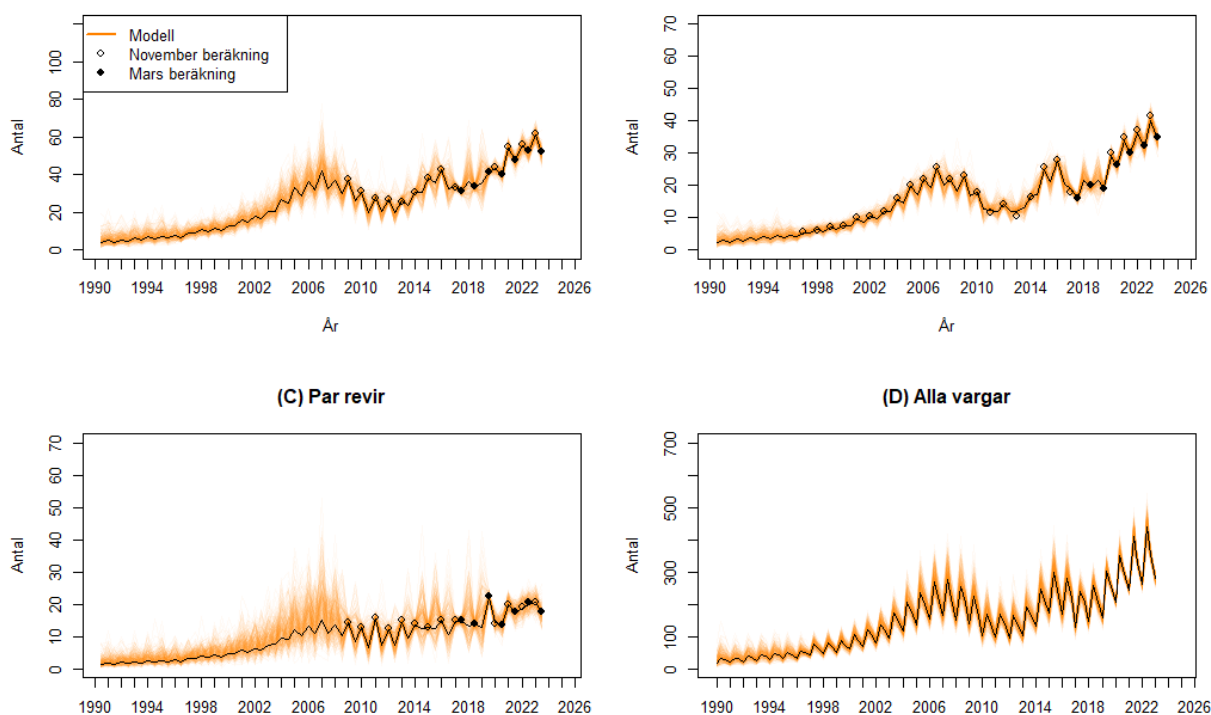 Modell
November beräkning
Mars beräkning
Antal
0 20 40 60 80 100
1990 1994 1998 2002 2006 2010 2014 2018 2022 2026
År
Antal
0 10 20 30 40 50 60 70
1990 1994 1998 2002 2006 2010 2014 2018 2022 2026
År
(C) Par revir
Antal
0 10 20 30 40 50 60 70
1990 1994 1998 2002 2006 2010 2014 2018 2022 2026
(D) Alla vargar
Antal
0 100 300 500 700
1990 1994 1998 2002 2006 2010 2014 2018 2022 2026